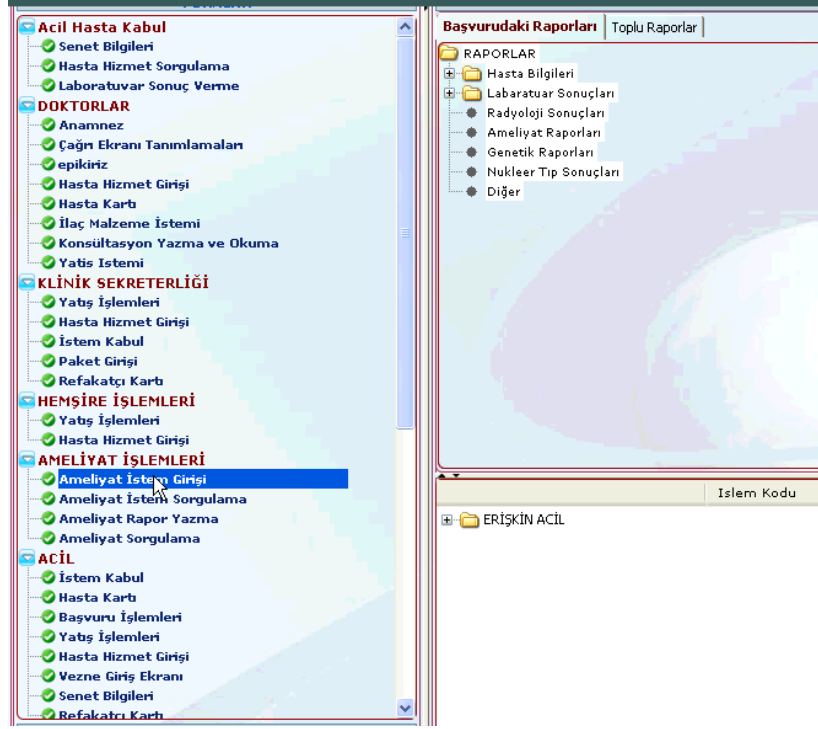 Acil Hasta Kabul
Senet Bilgileri
Hasta Hizmet Sorgulama
Laboratuvar Sonuç Verme
DOKTORLAR
Anamnez
Çağrı Ekranı Tanımlamaları
epikiriz
Hasta Hizmet Girişi
Hasta Kartı
İlaç Malzeme İstemi
Konsültasyon Yazma ve Okuma
Yatis Istemi
KLİNİK SEKRETERLİĞİ
Yatış İşlemleri
Hasta Hizmet Girişi
İstem Kabul
Paket Girişi
Refakatçı Kartı
HEMŞİRE İŞLEMLERİ
Yatış İşlemleri
Hasta Hizmet Girişi
AMELİYAT İŞLEMLERİ
Ameliyat İstem Girişi
Ameliyat İstem Sorgulama
Ameliyat Rapor Yazma
Ameliyat Sorgulama
ACİL
İstem Kabul
Hasta Kartı
Başvuru İşlemleri
Yatış İşlemleri
Hasta Hizmet Girişi
Vezne Giriş Ekranı
Senet Bilgileri
Refakatçı Kartı
Başvurudaki Raporları Toplu Raporlar
RAPORLAR
Hasta Bilgileri
Labaratuar Sonuçları
Radyoloji Sonuçları
Ameliyat Raporları
Genetik Raporları
Nukleer Tıp Sonuçları
Diğer
Islem Kodu
ERİŞKİN ACİL